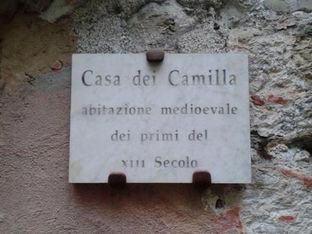 Casa dei Camilla
abitazione medioevale
dei primi del
XIII Secolo